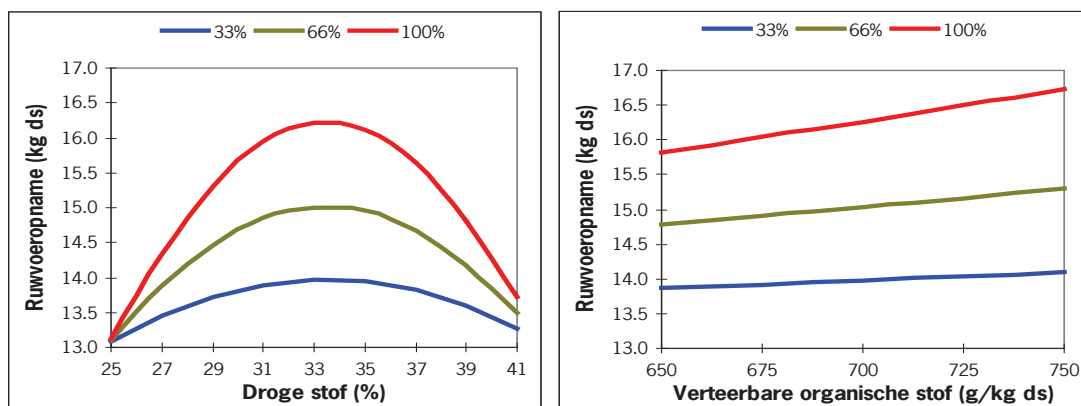 33% 66% 100%
Ruwvoeropname (kg ds)
17.0
16.5
16.0
15.5
15.0
14.5
14.0
13.5
13.0
25 27 29 31 33 35 37 39 41
Droge stof (%)
33% 66% 100%
Ruwvoeropname (kg ds)
17.0
16.5
16.0
15.5
15.0
14.5
14.0
13.5
13.0
650 675 700 725 750
Verteerbare organische stof (g/kg ds)